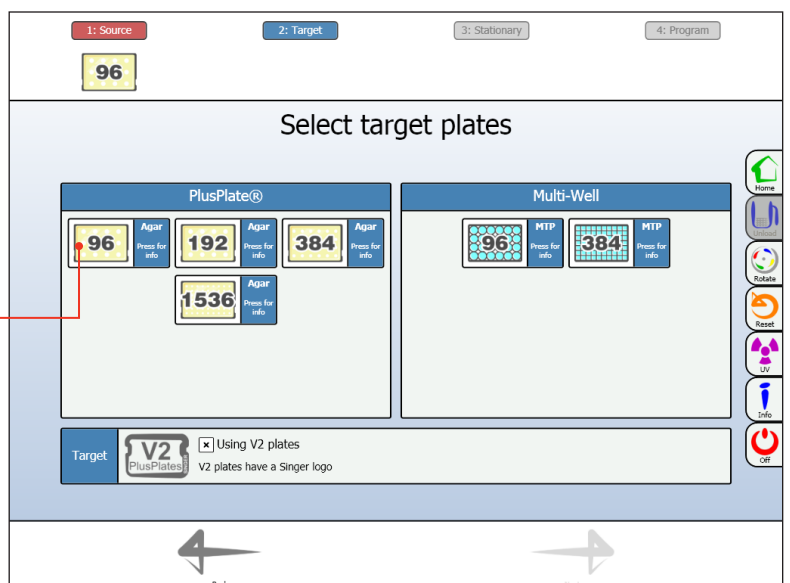 1: Source
2: Target
3: Stationary
4: Program
96
Select target plates
PlusPlate®
Multi-Well
96
Agar
Press for
info
192
Agar
Press for
info
384
Agar
Press for
info
96
MTP
Press for
info
384
MTP
Press for
info
1536
Agar
Press for
info
Home
Unload
Rotate
Reset
UV
Info
Off
Target
V2
PlusPlates
Using V2 plates
V2 plates have a Singer logo